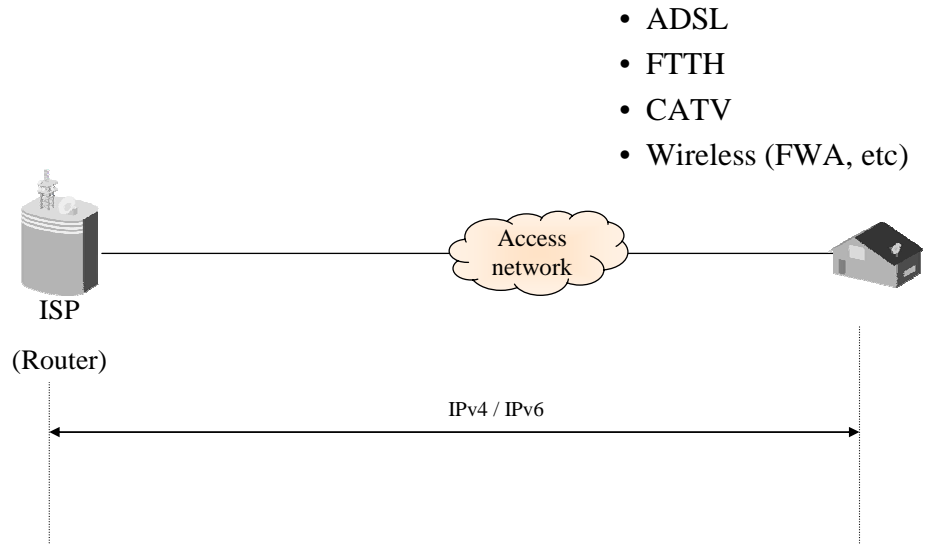 • ADSL
• FTTH
• CATV
• Wireless (FWA, etc)
Access
network
ISP
(Router)
IPv4 / IPv6